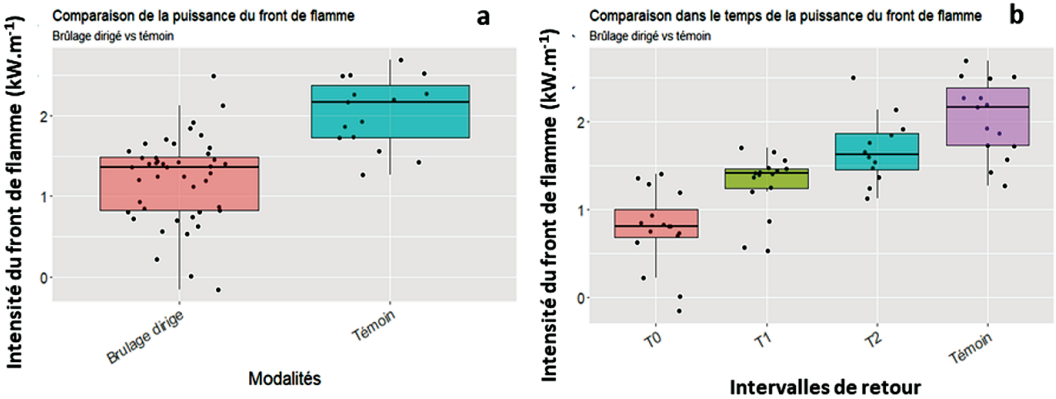 Comparaison de la puissance du front de flamme
a
Brûlage dirigé vs témoin
Intensité du front de flamme (kW.m-1)
2
1
0
Brulage dirige
Témoin
Modalités
Comparaison dans le temps de la puissance du front de flamme
b
Brûlage dirigé vs témoin
Intensité du front de flamme (kW.m-1)
2
1
0
T0
T1
T2
Témoin
Intervalles de retour